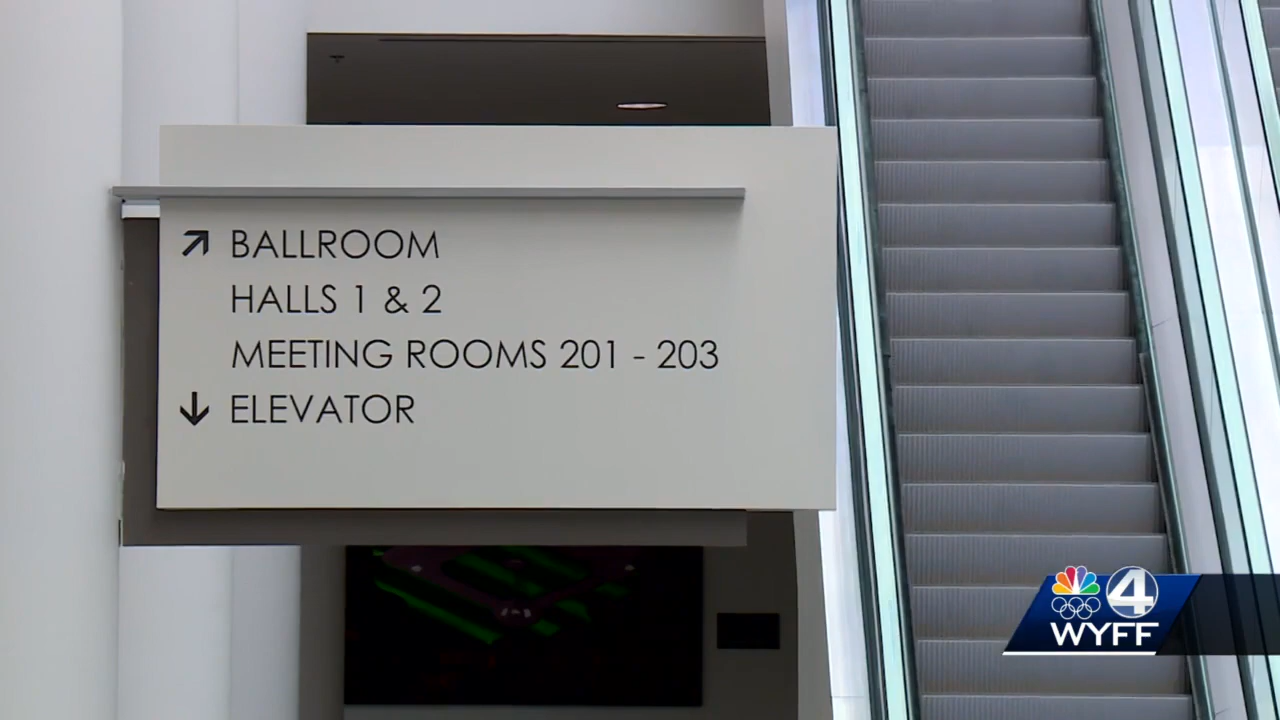 BALLROOM
HALLS 1 & 2
MEETING ROOMS 201 - 203
ELEVATOR
4
WYFF